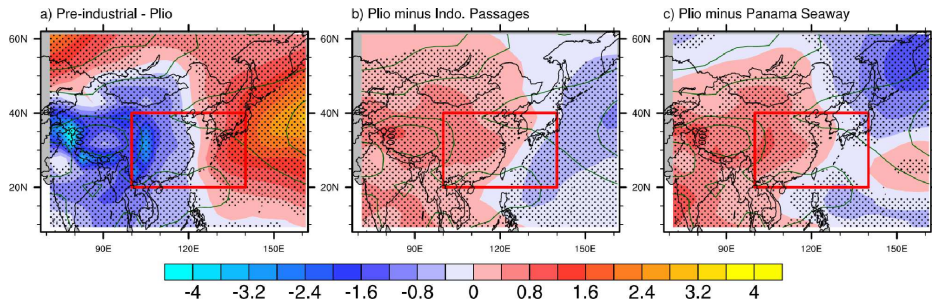 a) Pre-industrial - Plio
b) Plio minus Indo. Passages
c) Plio minus Panama Seaway
60N
40N
20N
90E 120E 150E
60N
40N
20N
90E 120E 150E
60N
40N
20N
90E 120E 150E
-4 -3.2 -2.4 -1.6 -0.8 0 0.8 1.6 2.4 3.2 4